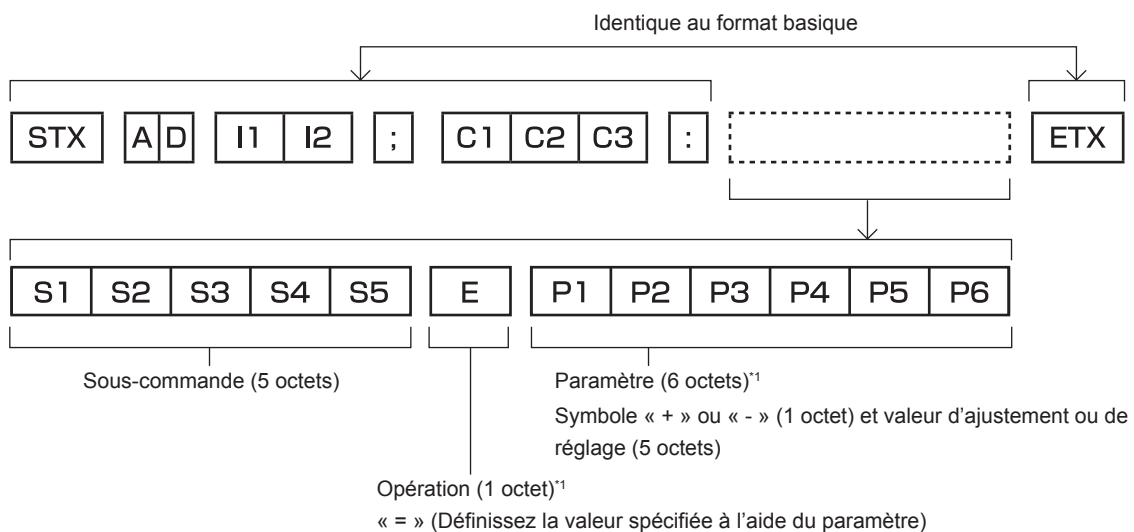 Identique au format basique
STX A D I1 I2 ; C1 C2 C3 : ETX
S1 S2 S3 S4 S5 E P1 P2 P3 P4 P5 P6
Sous-commande (5 octets)
Paramètre (6 octets)*1
Symbole « + » ou « - » (1 octet) et valeur d’ajustement ou de
réglage (5 octets)
Opération (1 octet)*1
« = » (Définissez la valeur spécifiée à l’aide du paramètre)